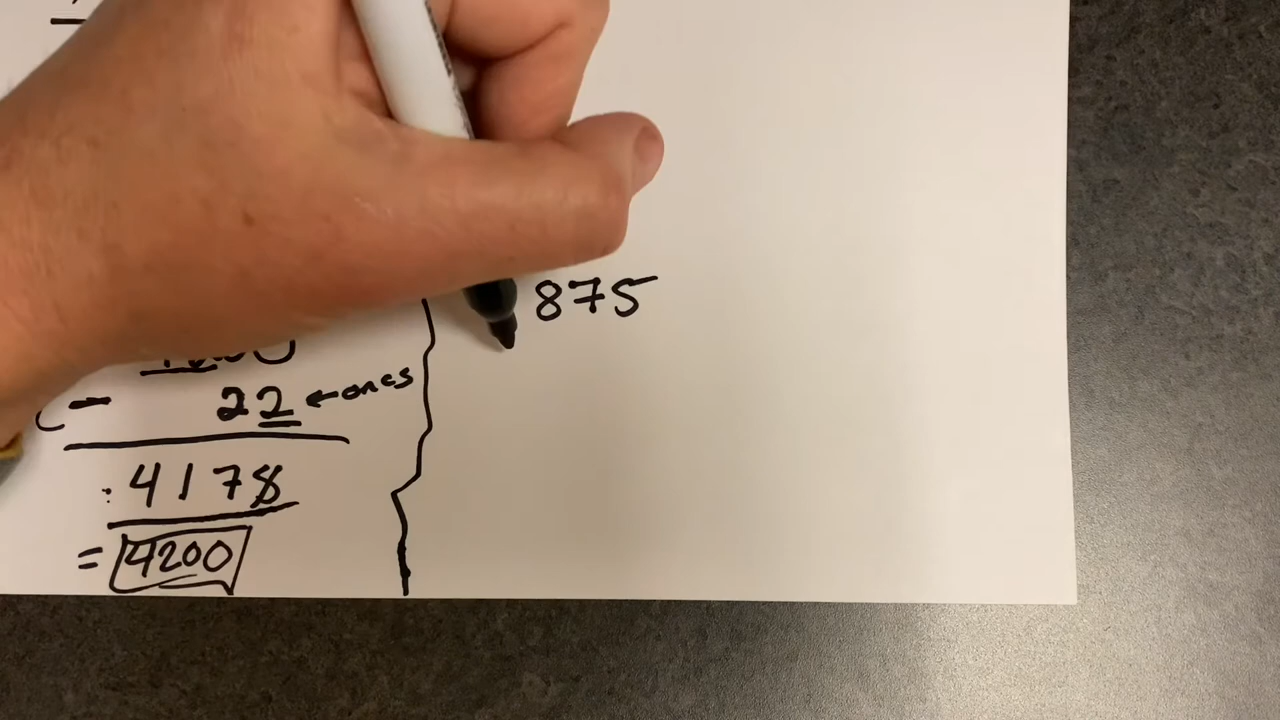 - 22 ← ones
4178
= 4200
875